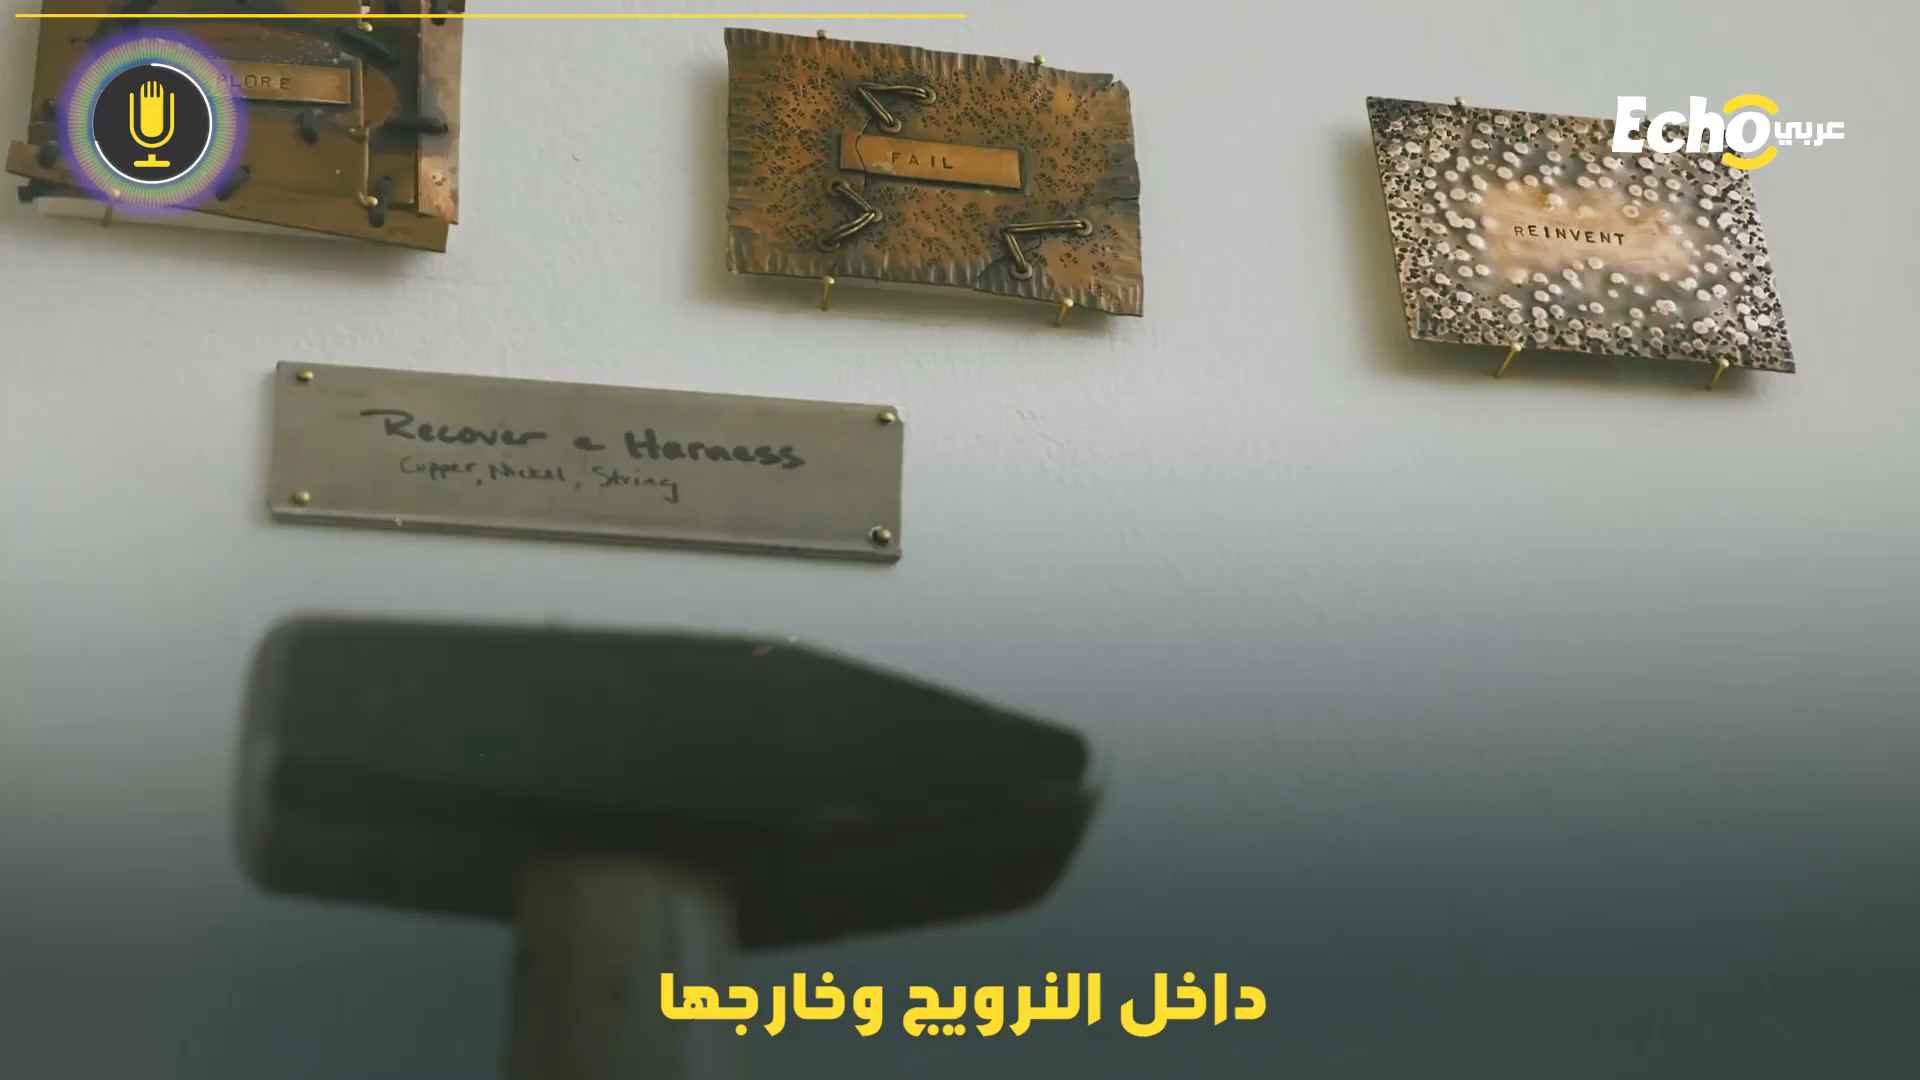 PLORE
FAIL
REINVENT
Echo عربي
Recover a Harness
Copper, Nickel, String
داخل النرويج وخارجها